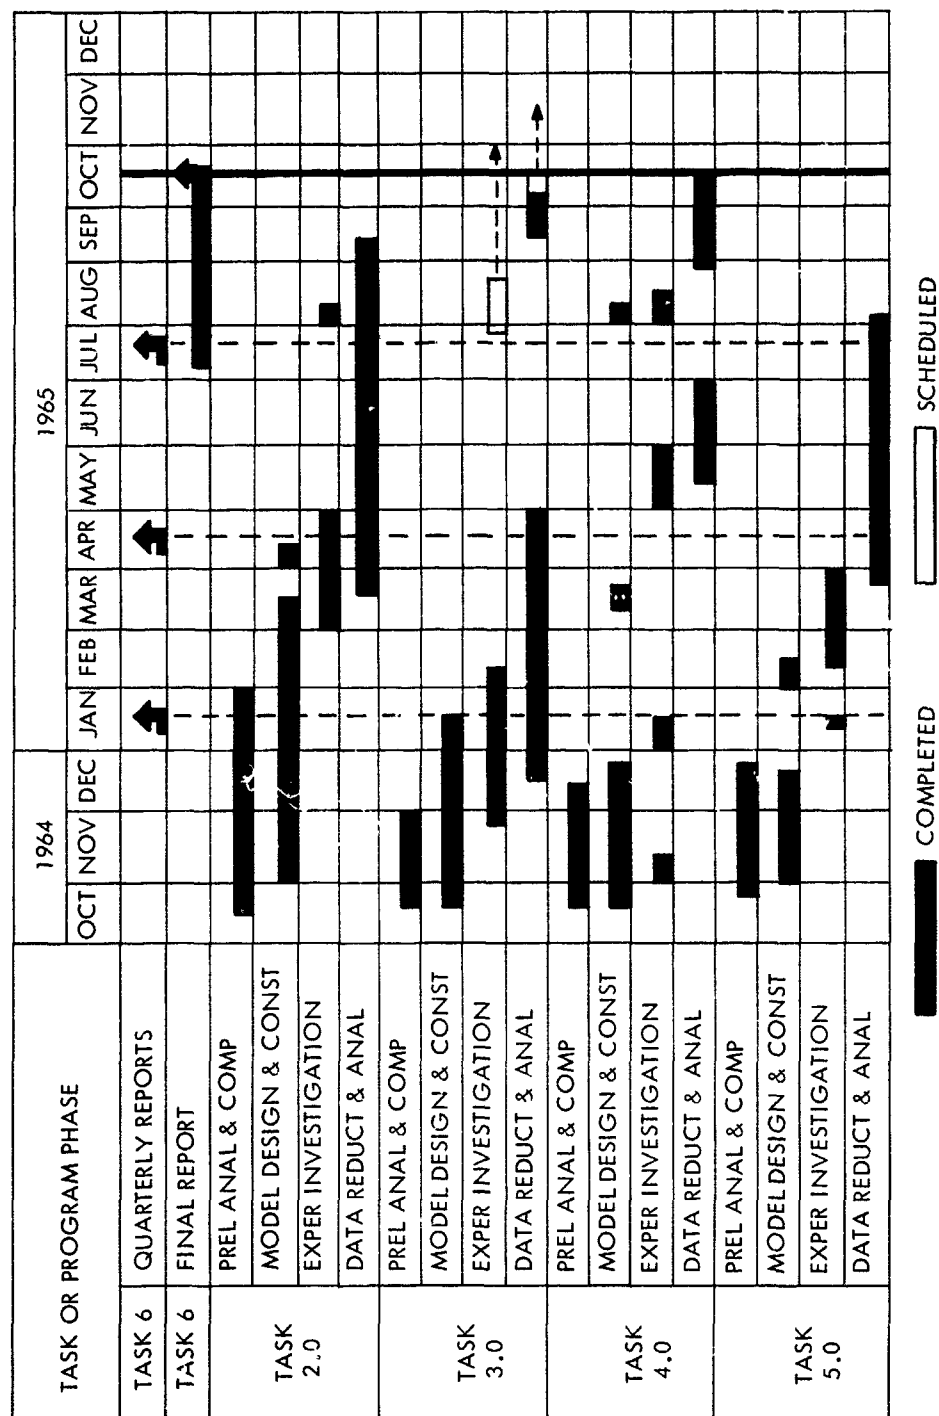 TASK OR PROGRAM PHASE
1964
1965
OCT NOV DEC JAN FEB MAR APR MAY JUN JUL AUG SEP OCT NOV DEC
TASK 6 QUARTERLY REPORTS
TASK 6 FINAL REPORT
TASK 2.0
PREL ANAL & COMP
MODEL DESIGN & CONST
EXPER INVESTIGATION
DATA REDUCT & ANAL
TASK 3.0
PREL ANAL & COMP
MODEL DESIGN & CONST
EXPER INVESTIGATION
DATA REDUCT & ANAL
TASK 4.0
PREL ANAL & COMP
MODEL DESIGN & CONST
EXPER INVESTIGATION
DATA REDUCT & ANAL
TASK 5.0
PREL ANAL & COMP
MODEL DESIGN & CONST
EXPER INVESTIGATION
DATA REDUCT & ANAL
COMPLETED
SCHEDULED